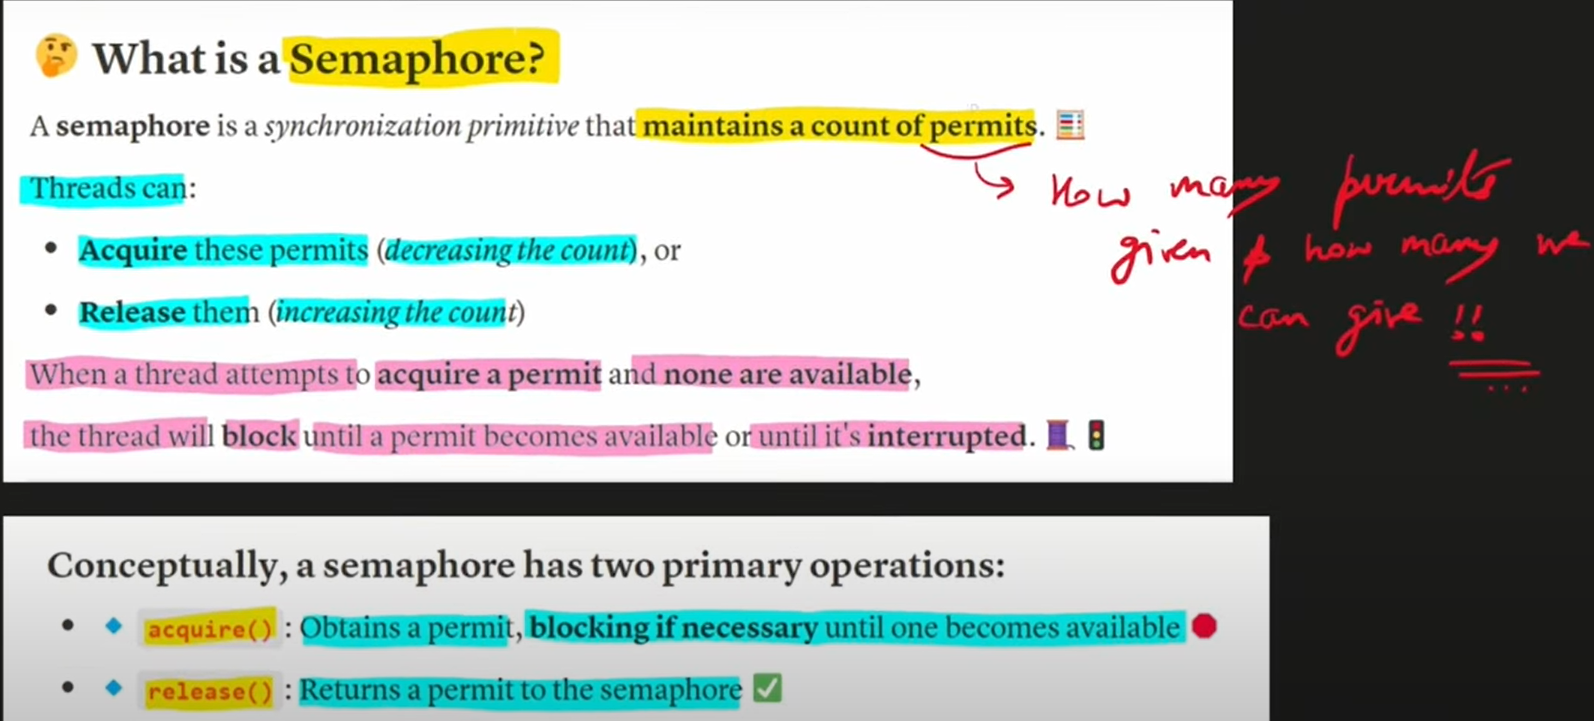 What is a Semaphore?
A semaphore is a synchronization primitive that maintains a count of permits.
Threads can:
How many permits
• Acquire these permits (decreasing the count), or
given & how many we
• Release them (increasing the count)
can give !!
When a thread attempts to acquire a permit and none are available,
the thread will block until a permit becomes available or until it's interrupted.
Conceptually, a semaphore has two primary operations:
• acquire() : Obtains a permit, blocking if necessary until one becomes available
• release() : Returns a permit to the semaphore